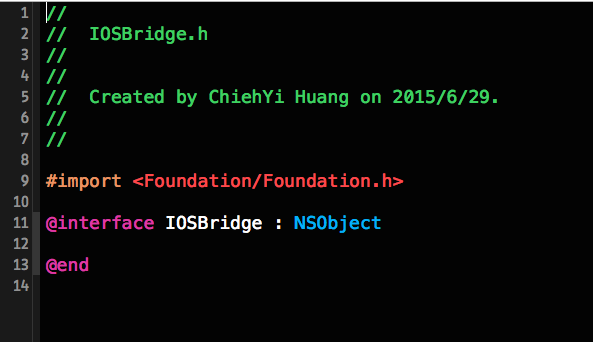 1 //
2 //  IOSBridge.h
3 //
4 //
5 //  Created by ChiehYi Huang on 2015/6/29.
6 //
7 //
8
9 #import <Foundation/Foundation.h>
10
11 @interface IOSBridge : NSObject
12
13 @end
14